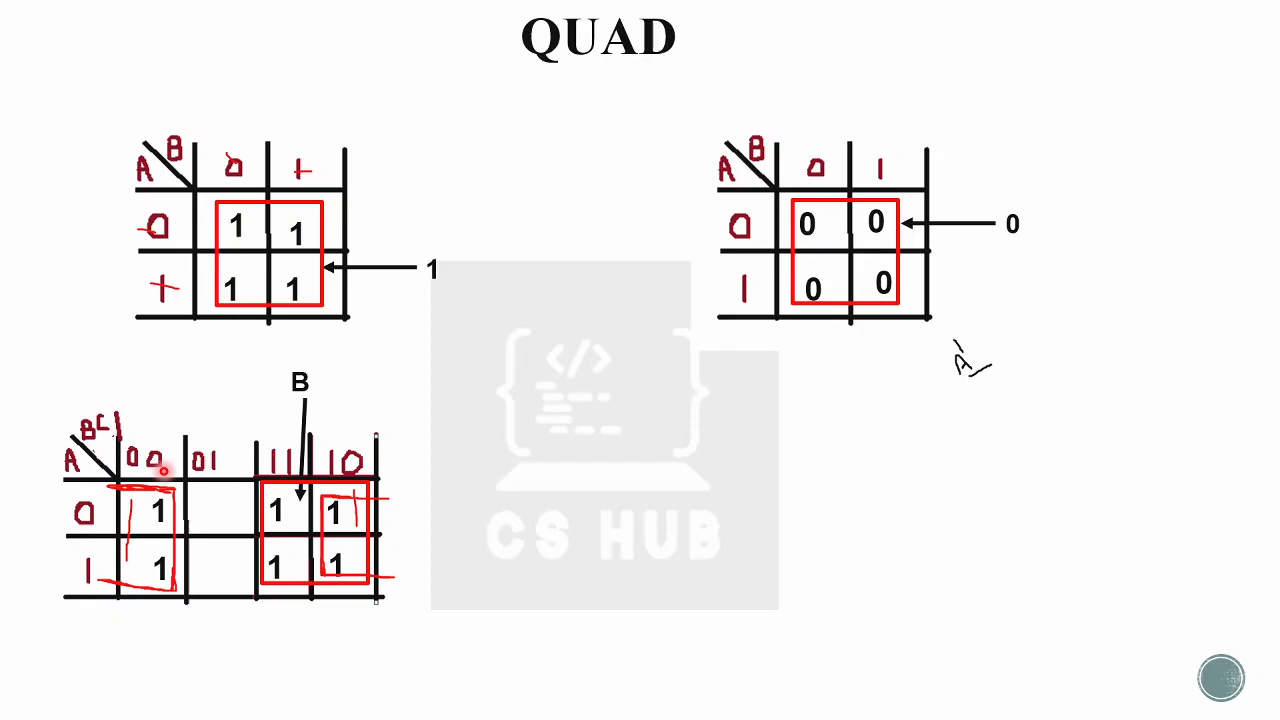 QUAD
B
A
0 1
0 1 1
1 1 1
1
B
A
0 1
0 0 0
1 0 0
0
A
B
BC
A
00 01 11 10
0 1 1 1
1 1 1 1
</> 
CS HUB